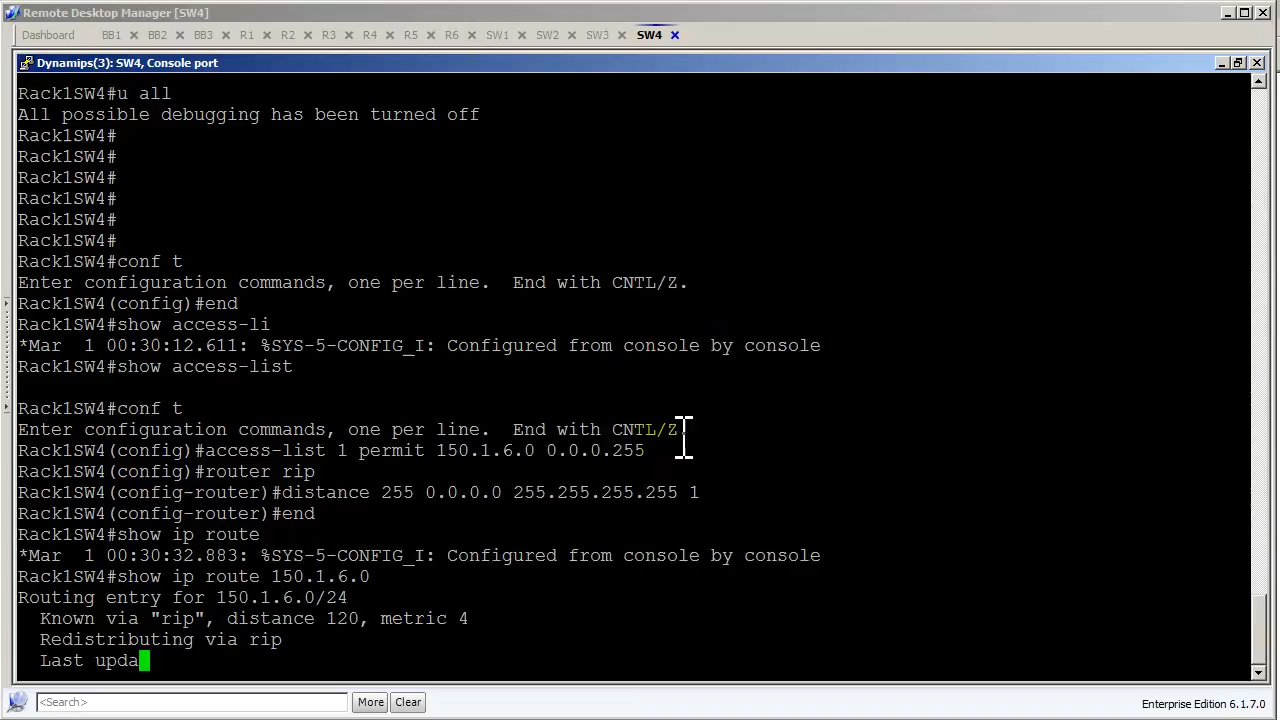 Remote Desktop Manager [SW4]
Dashboard BB1 BB2 BB3 R1 R2 R3 R4 R5 R6 SW1 SW2 SW3 SW4
Dynamips(3): SW4, Console port
Rack1SW4#u all
All possible debugging has been turned off
Rack1SW4#
Rack1SW4#
Rack1SW4#
Rack1SW4#
Rack1SW4#
Rack1SW4#
Rack1SW4#conf t
Enter configuration commands, one per line.  End with CNTL/Z.
Rack1SW4(config)#end
Rack1SW4#show access-li
*Mar  1 00:30:12.611: %SYS-5-CONFIG_I: Configured from console by console
Rack1SW4#show access-list
Rack1SW4#conf t
Enter configuration commands, one per line.  End with CNTL/Z.
Rack1SW4(config)#access-list 1 permit 150.1.6.0 0.0.0.255
Rack1SW4(config)#router rip
Rack1SW4(config-router)#distance 255 0.0.0.0 255.255.255.255 1
Rack1SW4(config-router)#end
Rack1SW4#show ip route
*Mar  1 00:30:32.883: %SYS-5-CONFIG_I: Configured from console by console
Rack1SW4#show ip route 150.1.6.0
Routing entry for 150.1.6.0/24
  Known via "rip", distance 120, metric 4
  Redistributing via rip
  Last upda
<Search> More Clear
Enterprise Edition 6.1.7.0